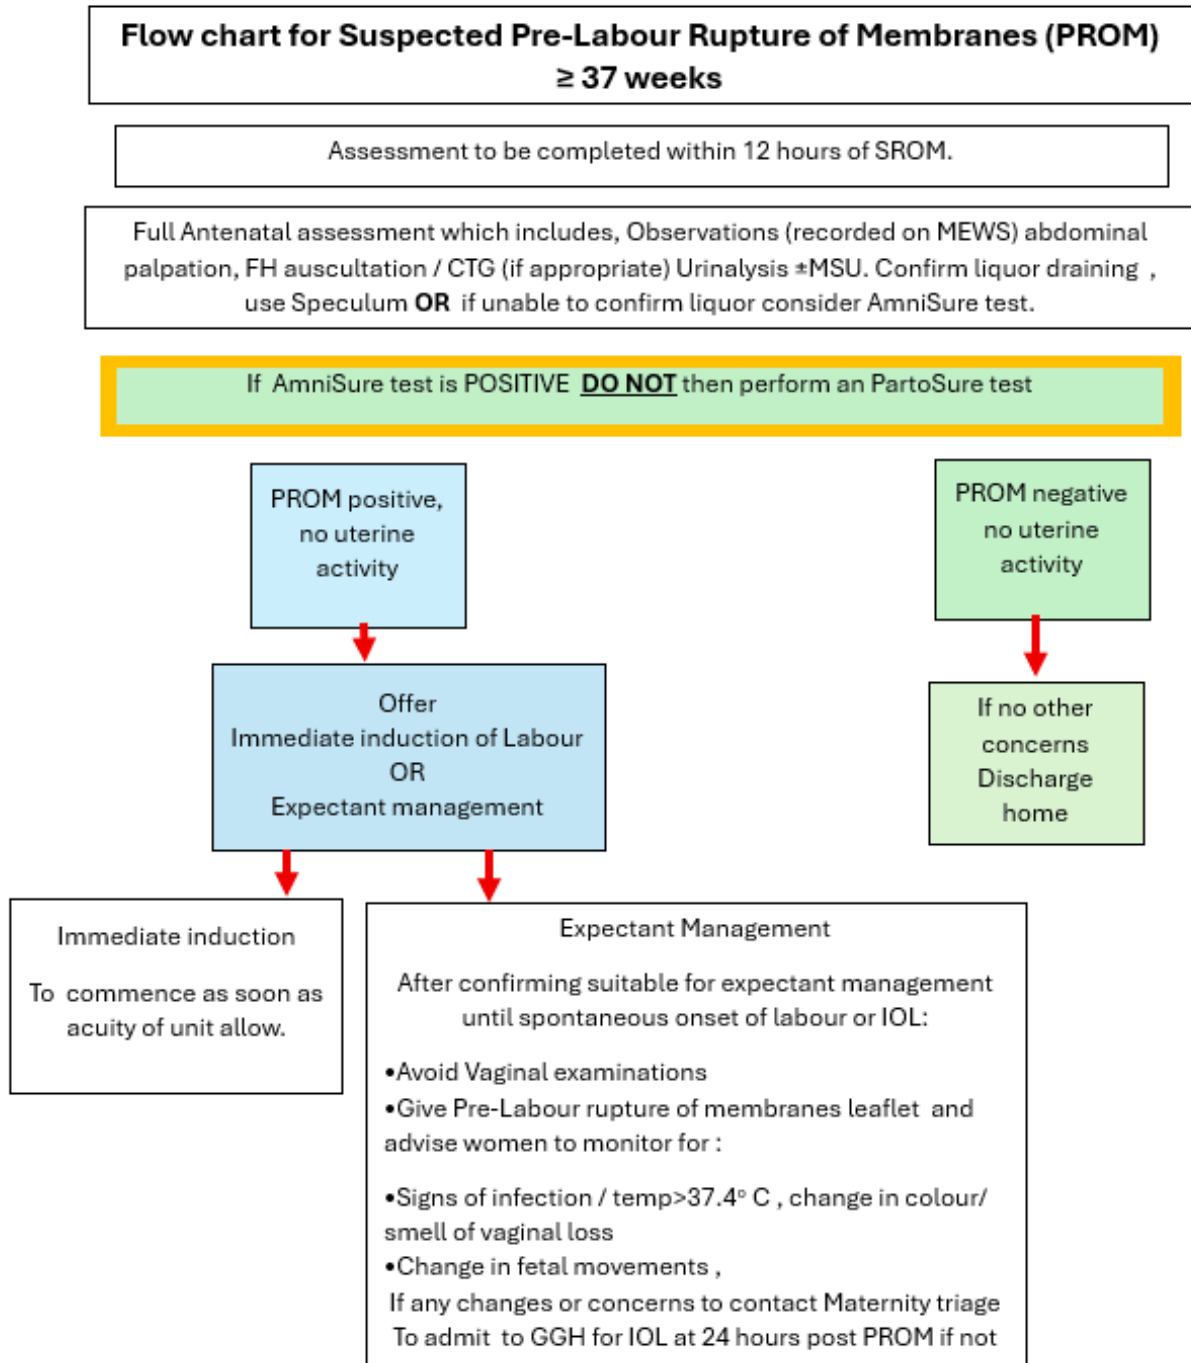 Flow chart for Suspected Pre-Labour Rupture of Membranes (PROM)
≥ 37 weeks
Assessment to be completed within 12 hours of SROM.
Full Antenatal assessment which includes, Observations (recorded on MEWS) abdominal
palpation, FH auscultation / CTG (if appropriate) Urinalysis ±MSU. Confirm liquor draining ,
use Speculum OR if unable to confirm liquor consider AmniSure test.
If AmniSure test is POSITIVE DO NOT then perform an PartoSure test
PROM positive,
no uterine
activity
PROM negative
no uterine
activity
Offer
Immediate induction of Labour
OR
Expectant management
If no other
concerns
Discharge
home
Immediate induction
To commence as soon as
acuity of unit allow.
Expectant Management
After confirming suitable for expectant management
until spontaneous onset of labour or IOL:
•Avoid Vaginal examinations
•Give Pre-Labour rupture of membranes leaflet and
advise women to monitor for :
•Signs of infection / temp>37.4° C , change in colour/
smell of vaginal loss
•Change in fetal movements ,
If any changes or concerns to contact Maternity triage
To admit to GGH for IOL at 24 hours post PROM if not